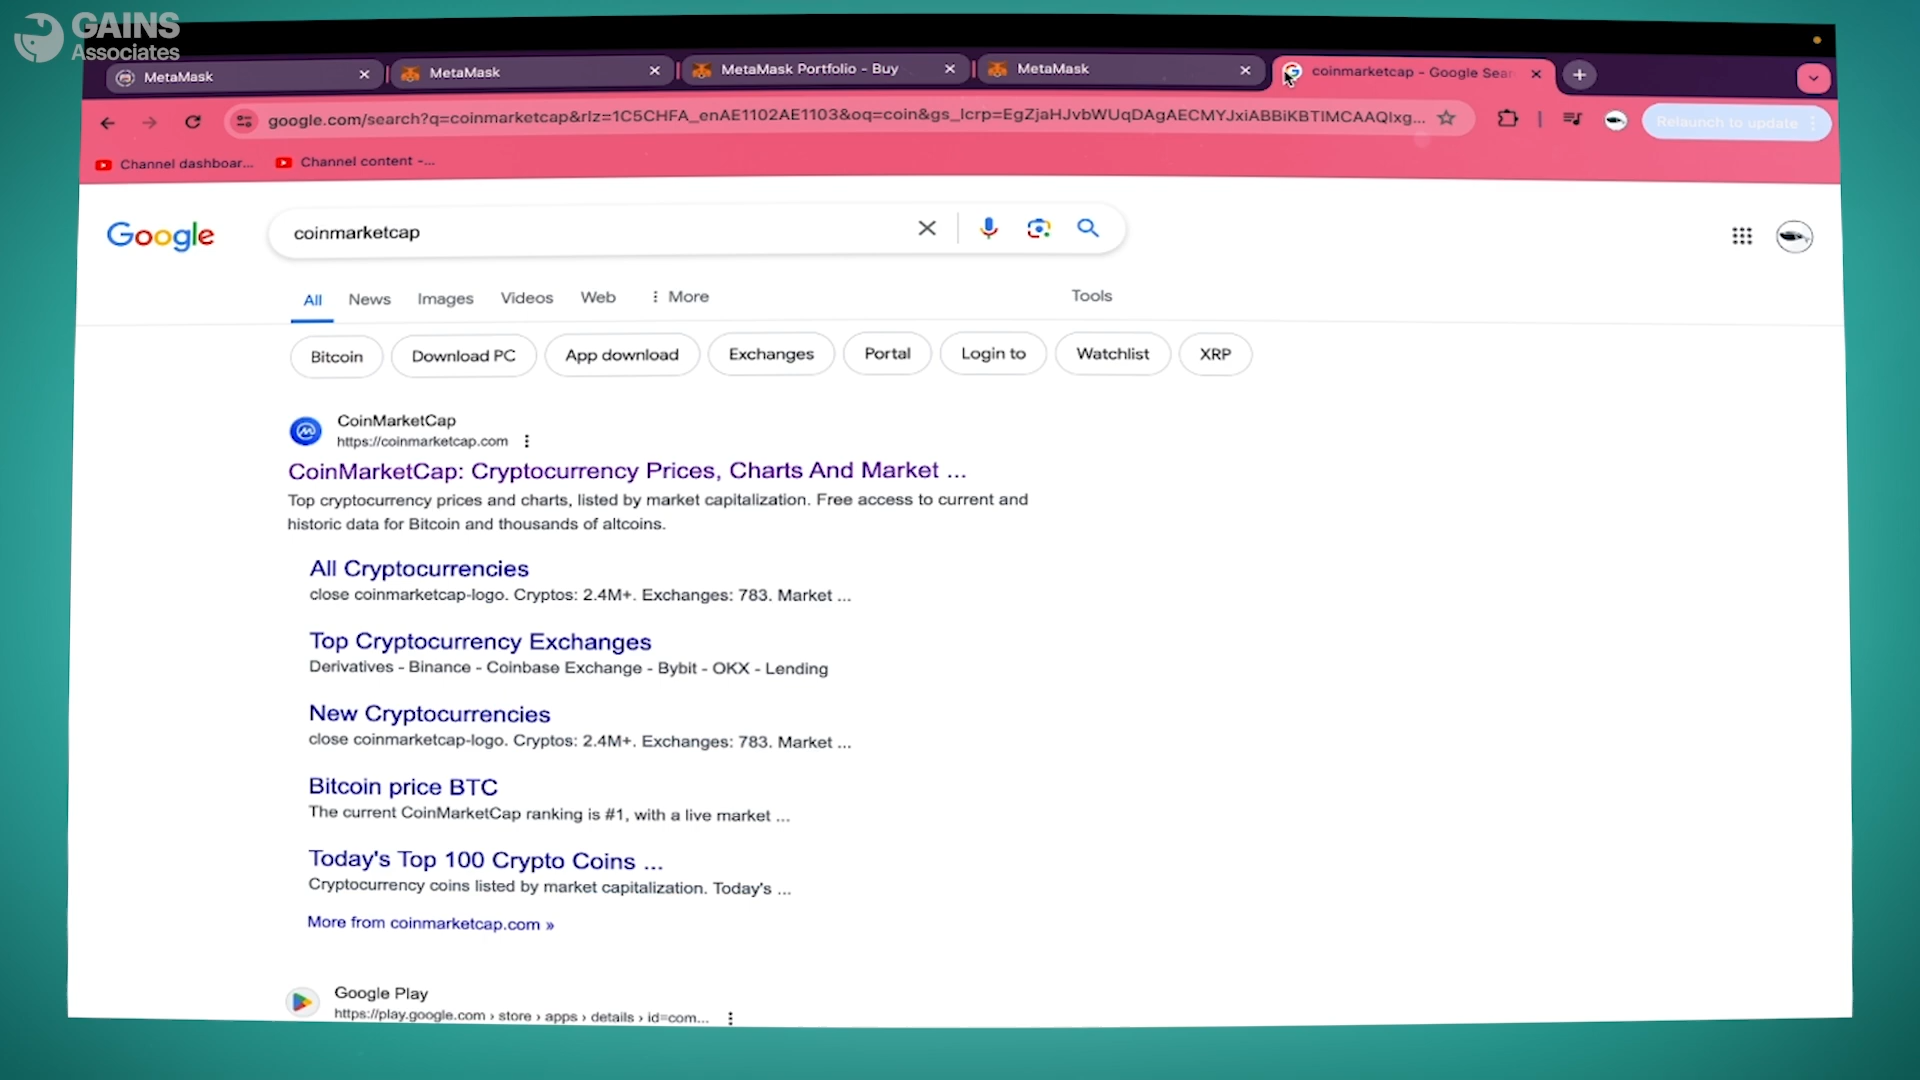 GAINS
Associates
MetaMask
MetaMask
MetaMask Portfolio - Buy
MetaMask
coinmarketcap - Google Sear
google.com/search?q=coinmarketcap&rlz=1C5CHFA_enAE1102AE1103&oq=coin&gs_lcrp=EgZjaHJvbWUqDAgAECMYJxiABBiKBTIMCAAQIxg...
Relaunch to update
Channel dashboar...
Channel content -...
Google
coinmarketcap
All
News
Images
Videos
Web
More
Tools
Bitcoin
Download PC
App download
Exchanges
Portal
Login to
Watchlist
XRP
CoinMarketCap
https://coinmarketcap.com
CoinMarketCap: Cryptocurrency Prices, Charts And Market ...
Top cryptocurrency prices and charts, listed by market capitalization. Free access to current and
historic data for Bitcoin and thousands of altcoins.
All Cryptocurrencies
close coinmarketcap-logo. Cryptos: 2.4M+. Exchanges: 783. Market ...
Top Cryptocurrency Exchanges
Derivatives - Binance - Coinbase Exchange - Bybit - OKX - Lending
New Cryptocurrencies
close coinmarketcap-logo. Cryptos: 2.4M+. Exchanges: 783. Market ...
Bitcoin price BTC
The current CoinMarketCap ranking is #1, with a live market ...
Today's Top 100 Crypto Coins ...
Cryptocurrency coins listed by market capitalization. Today's ...
More from coinmarketcap.com »
Google Play
https://play.google.com › store › apps › details › id=com...